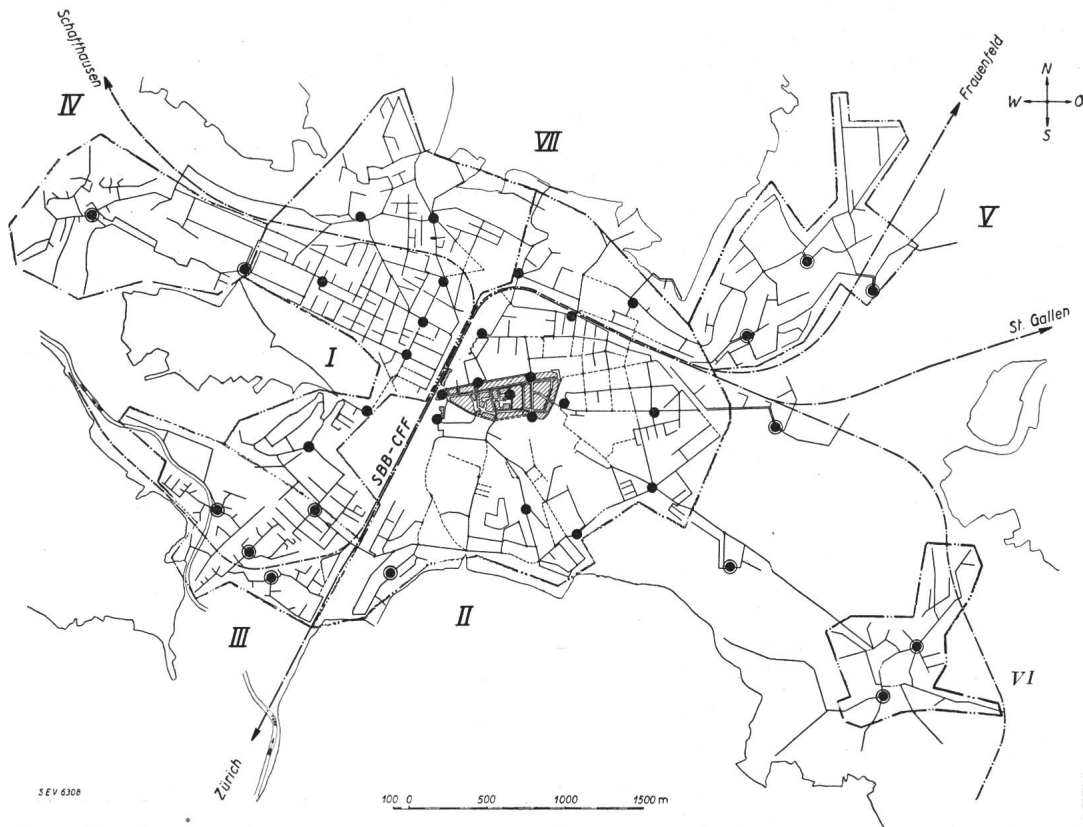 Schaffhausen
IV
VII
Frauenfeld
N
W O
S
V
St. Gallen
I
SBB-CFF
III
II
VI
Zürich
SEV 6308
100 0 500 1000 1500 m